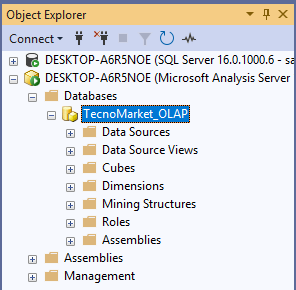 Object Explorer
Connect
DESKTOP-A6R5NOE (SQL Server 16.0.1000.6 - sa
DESKTOP-A6R5NOE (Microsoft Analysis Server
Databases
TecnoMarket_OLAP
Data Sources
Data Source Views
Cubes
Dimensions
Mining Structures
Roles
Assemblies
Assemblies
Management